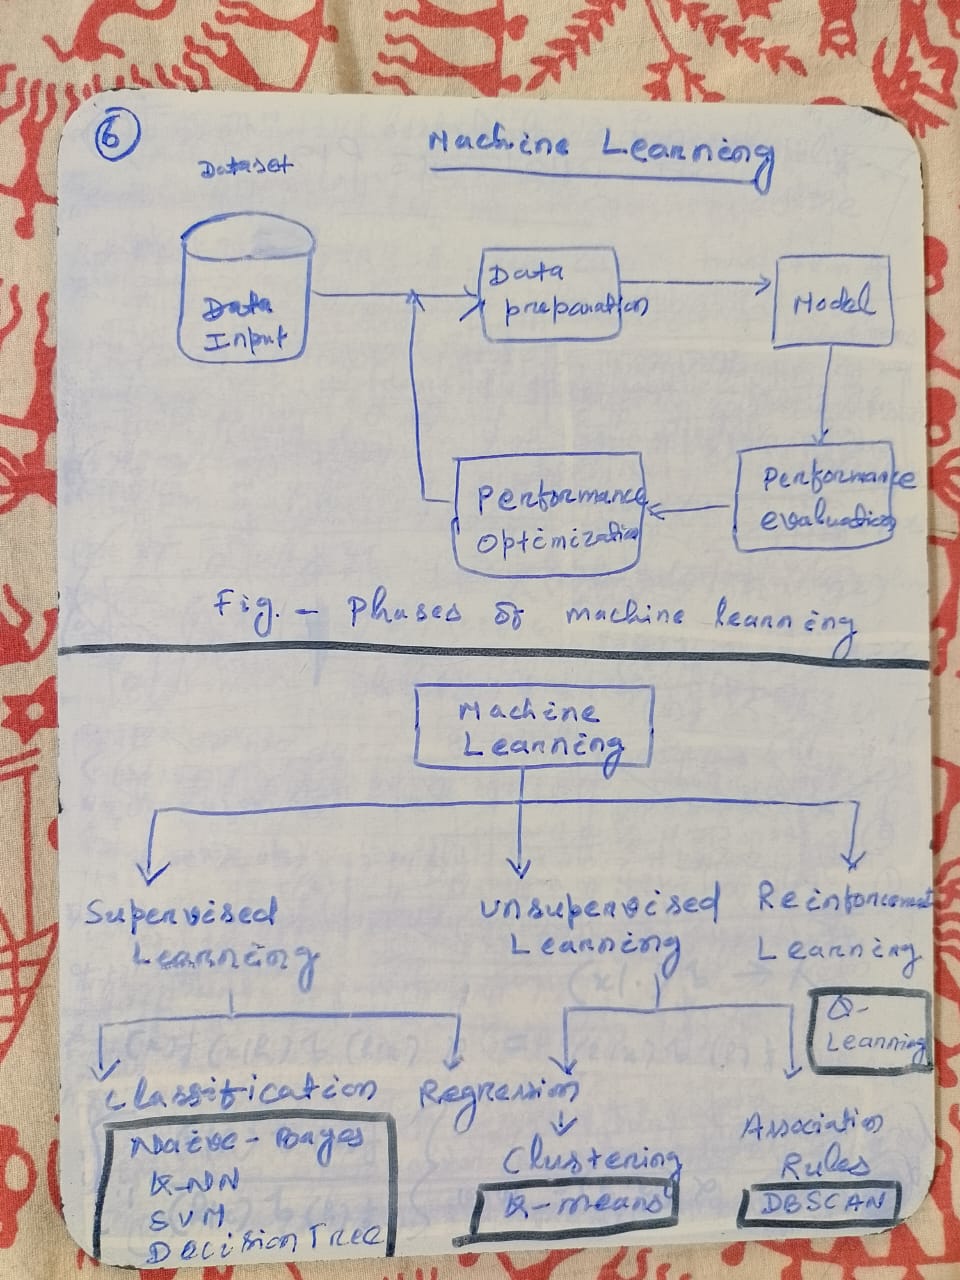 6
Machine Learning
Dataset
Data
Input
Data
preparation
Model
Performance
evaluation
Performance
Optimization
Fig. - Phases of machine learning
Machine
Learning
Supervised
Learning
Unsupervised
Learning
Reinforcement
Learning
Q-
Learning
Classification
Regression
Naive-Bayes
K-NN
SVM
Decision Tree
Clustering
K-means
Association
Rules
DBSCAN